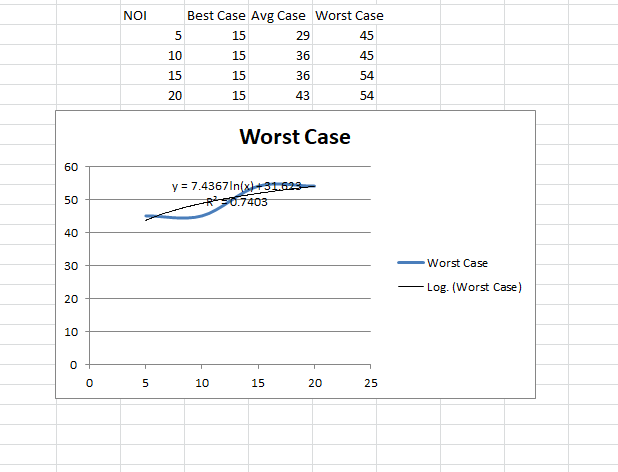 NOI Best Case Avg Case Worst Case
5 15 29 45
10 15 36 45
15 15 36 54
20 15 43 54
Worst Case
60
y = 7.4367ln(x) + 31.623
50
R² = 0.7403
40
30
Worst Case
Log. (Worst Case)
20
10
0
0 5 10 15 20 25